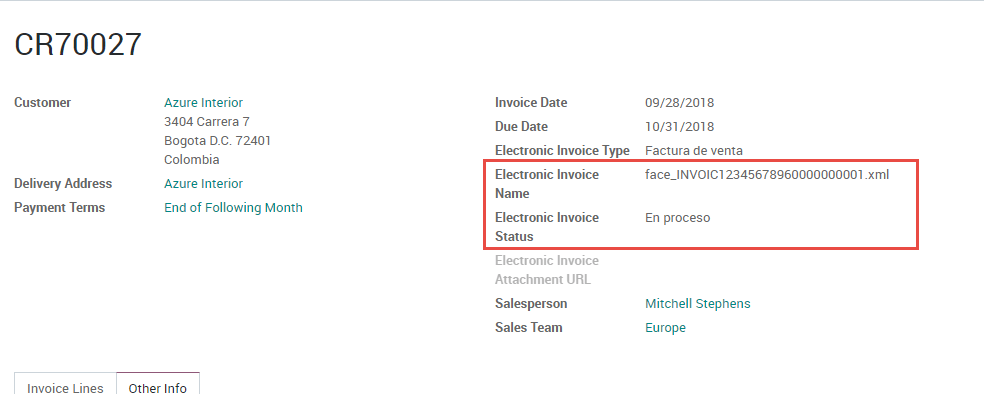 CR70027
Customer Azure Interior
3404 Carrera 7
Bogota D.C. 72401
Colombia
Delivery Address Azure Interior
Payment Terms End of Following Month
Invoice Date 09/28/2018
Due Date 10/31/2018
Electronic Invoice Type Factura de venta
Electronic Invoice face_INVOIC12345678960000000001.xml
Name
Electronic Invoice En proceso
Status
Electronic Invoice
Attachment URL
Salesperson Mitchell Stephens
Sales Team Europe
Invoice Lines Other Info